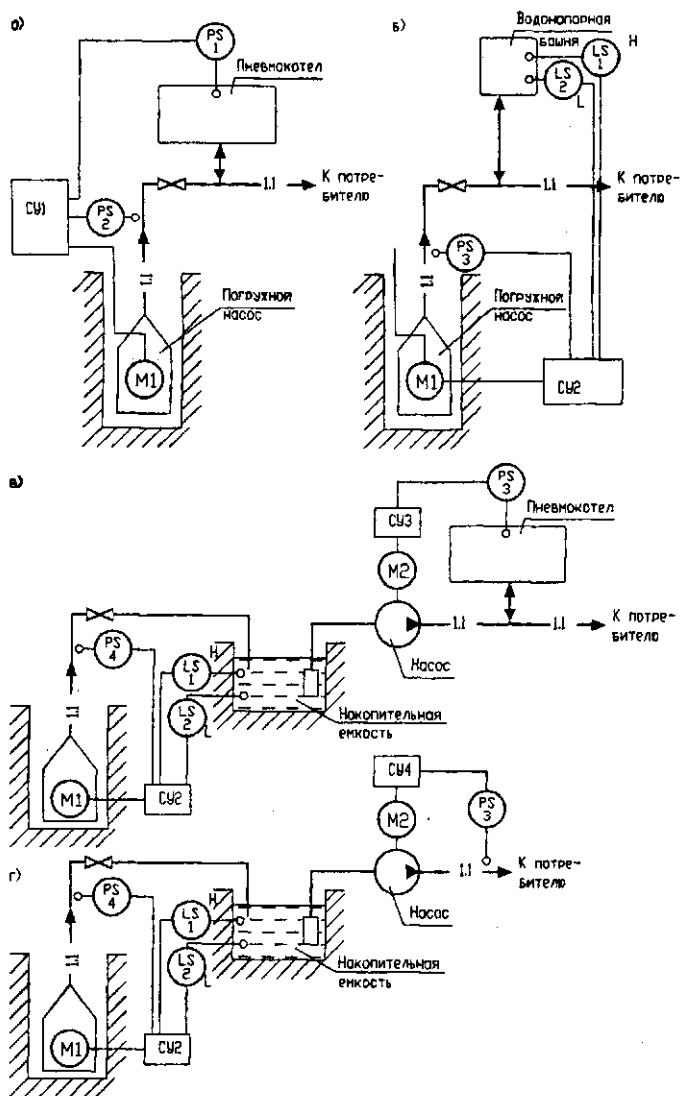 а)
PS
1
Пневмокотел
1.1
К потре-
бителю
СУ1
PS
2
1.1
Погружной
насос
М1
б)
Водонопорная
башня
LS
1
H
LS
2
L
1.1
К потре-
бителю
PS
3
1.1
Погружной
насос
М1
СУ2
в)
PS
3
Пневмокотел
СУ3
М2
1.1
1.1
К потре-
бителю
Насос
PS
4
1.1
H
LS
1
LS
2
L
Накопительная
емкость
М1
СУ2
г)
СУ4
PS
3
М2
1.1
К потре-
бителю
Насос
PS
4
1.1
H
LS
1
LS
2
L
Накопительная
емкость
М1
СУ2